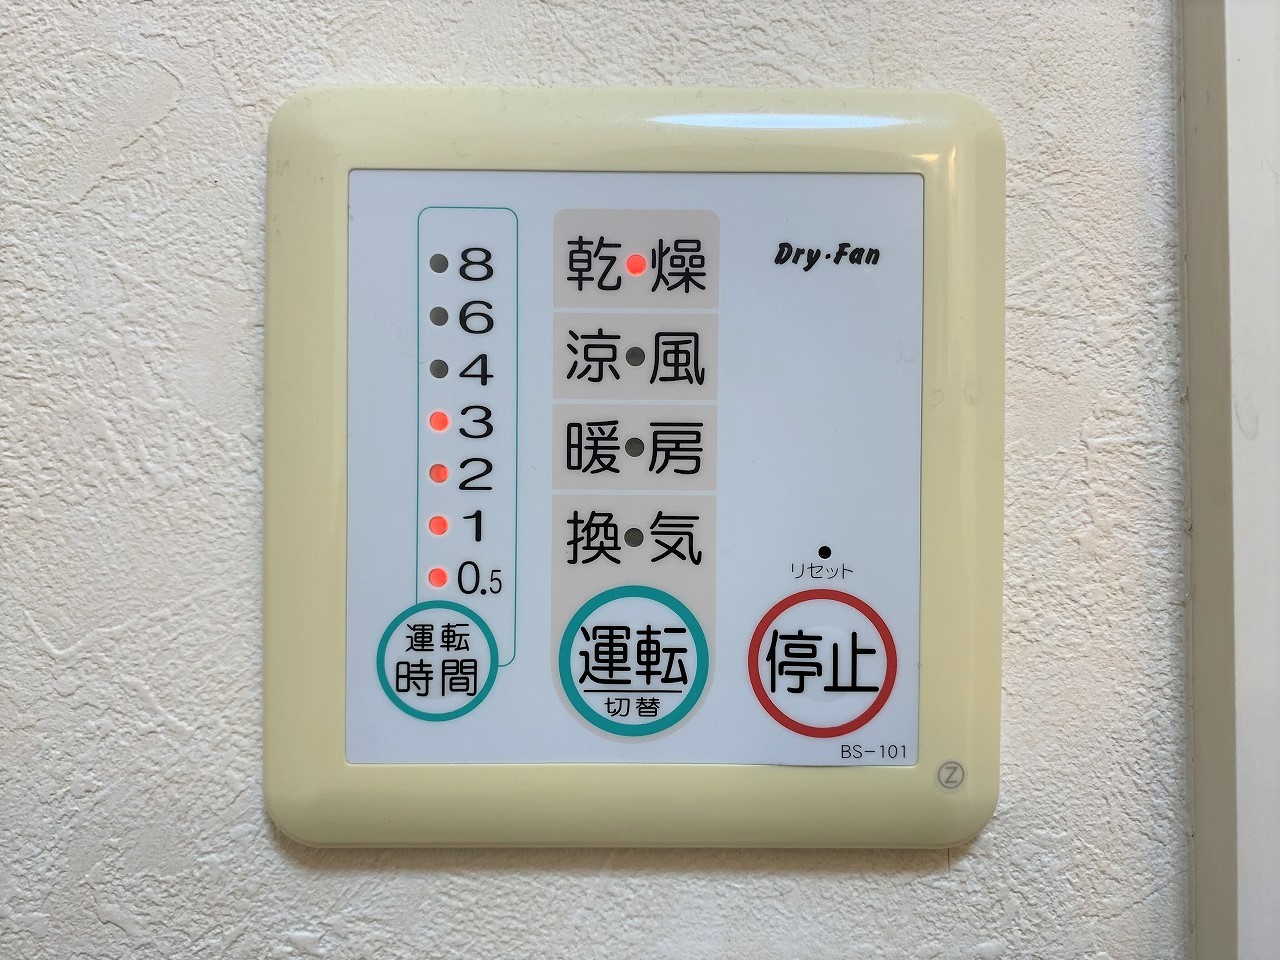 8
6
4
3
2
1
0.5
運転
時間
乾・燥
涼・風
暖・房
換・気
運転
切替
Dry・Fan
リセット
停止
BS-101
Z